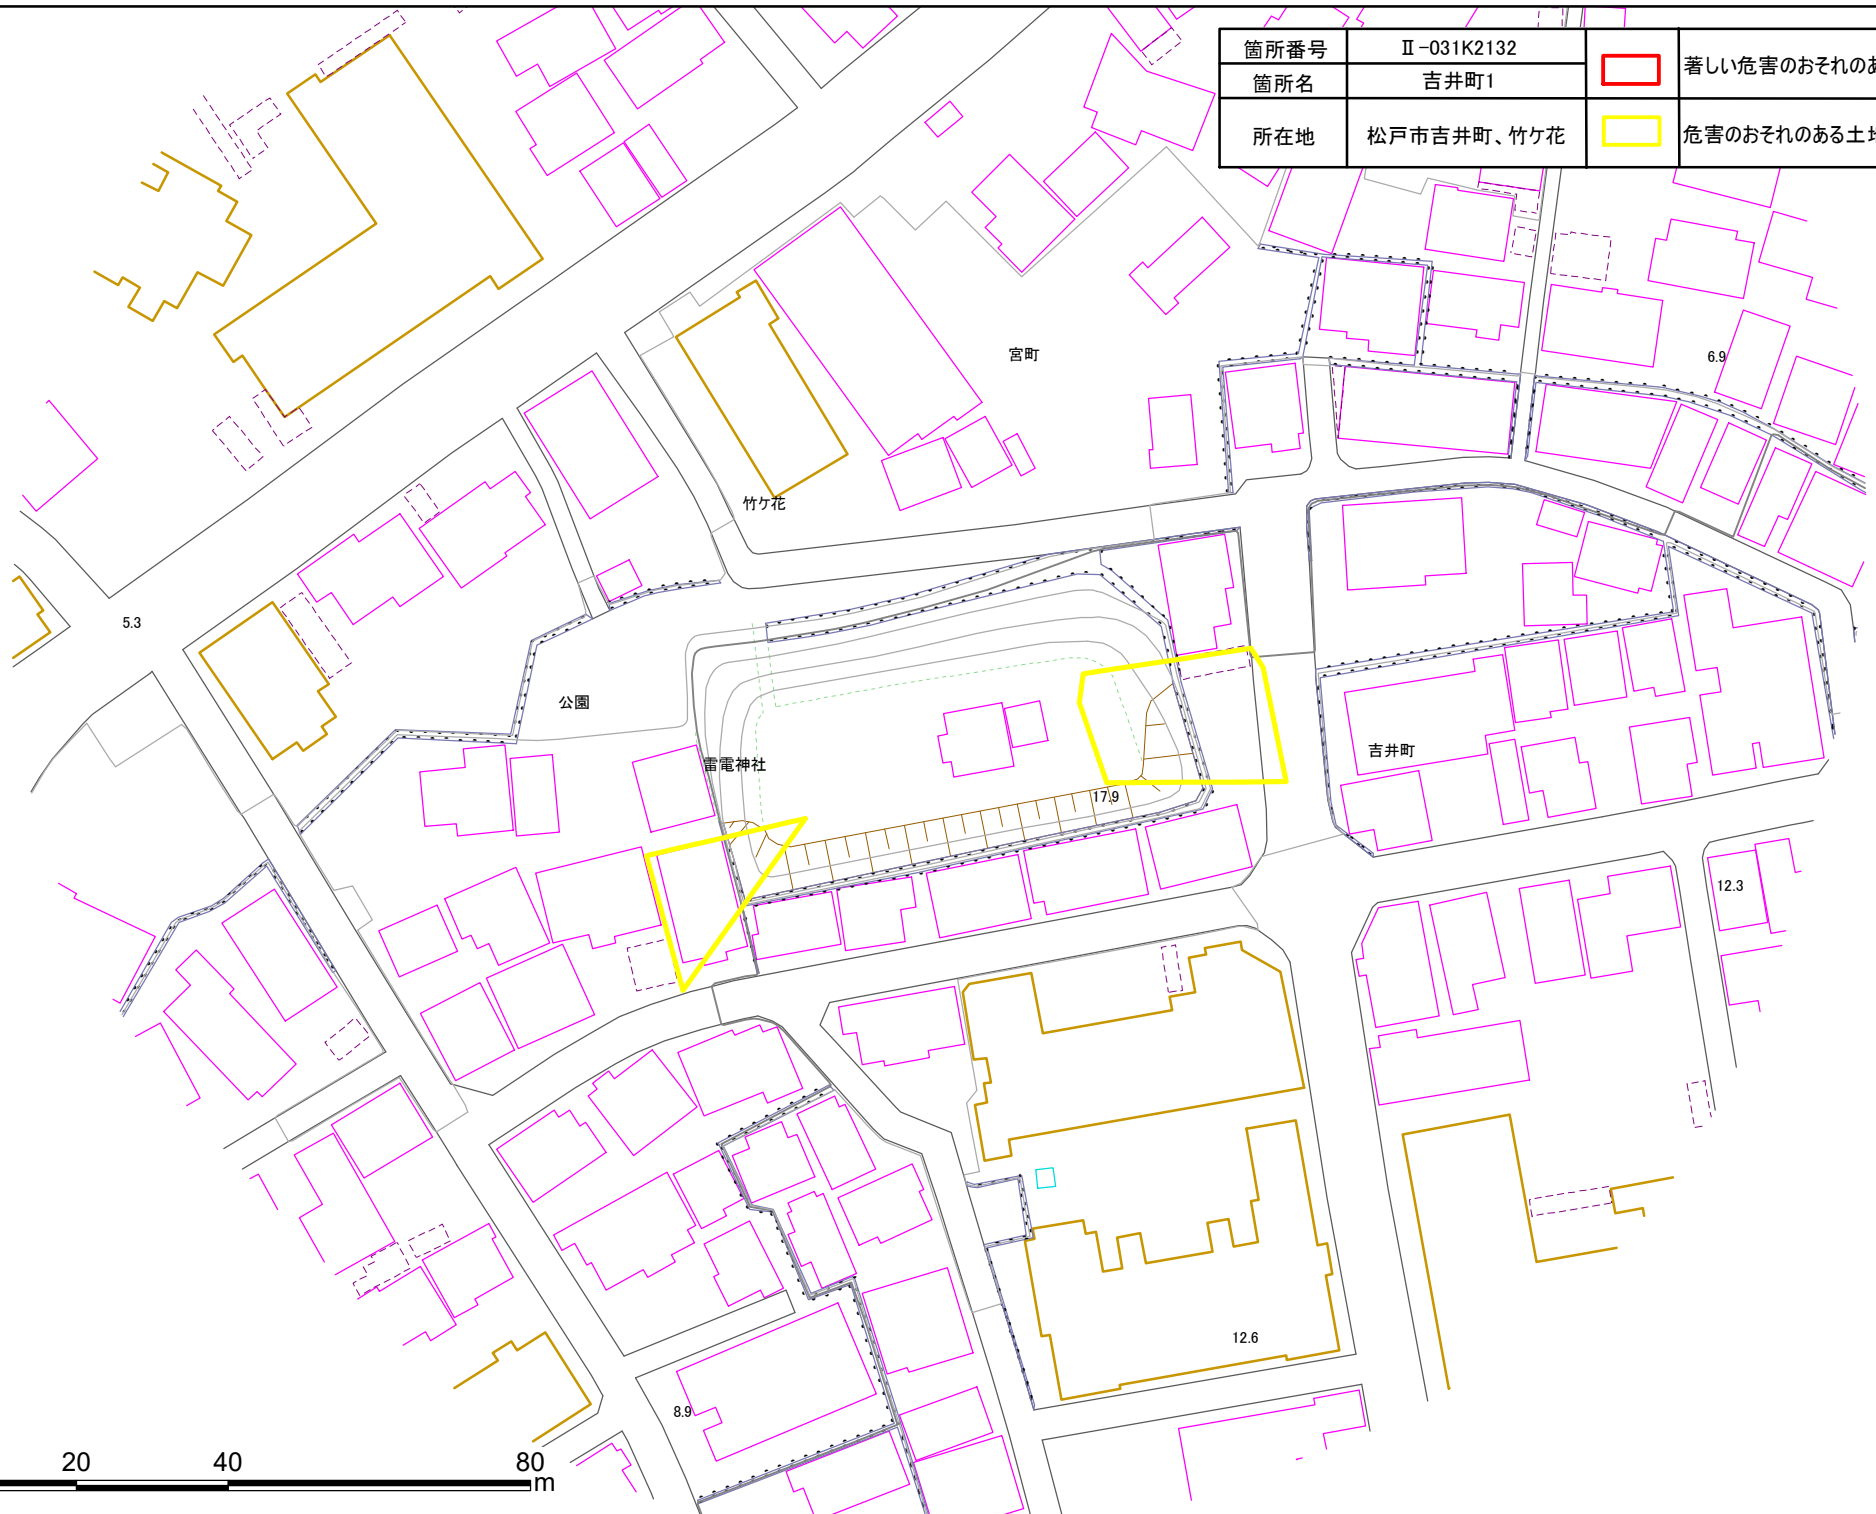 箇所番号 Ⅱ-031K2132
著しい危害のおそれのあ
箇所名 吉井町1
所在地 松戸市吉井町、竹ケ花
危害のおそれのある土地
宮町
6.9
竹ケ花
5.3
公園
雷電神社
吉井町
17.9
12.3
12.6
8.9
20 40 80
m